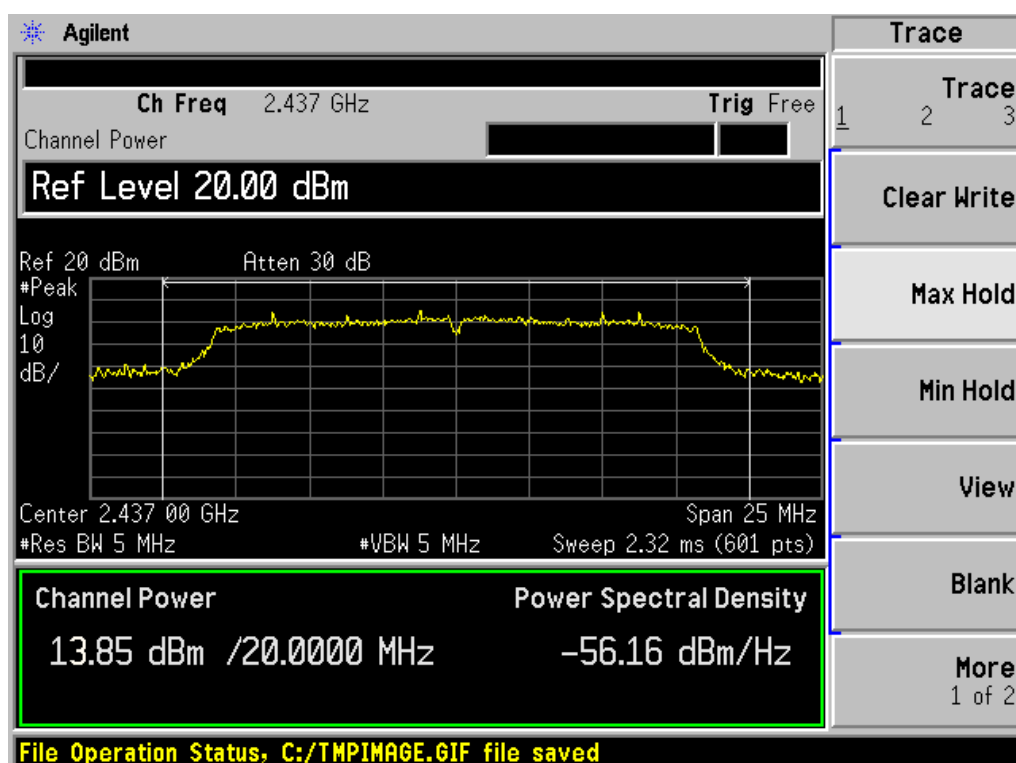 Agilent
Trace
Ch Freq 2.437 GHz Trig Free
Channel Power
Ref Level 20.00 dBm
Ref 20 dBm Atten 30 dB
#Peak
Log
10
dB/
Center 2.437 00 GHz Span 25 MHz
#Res BW 5 MHz #VBW 5 MHz Sweep 2.32 ms (601 pts)
Channel Power Power Spectral Density
13.85 dBm /20.0000 MHz -56.16 dBm/Hz
File Operation Status, C:/TMPIMAGE.GIF file saved
Trace
1 2 3
Clear Write
Max Hold
Min Hold
View
Blank
More
1 of 2